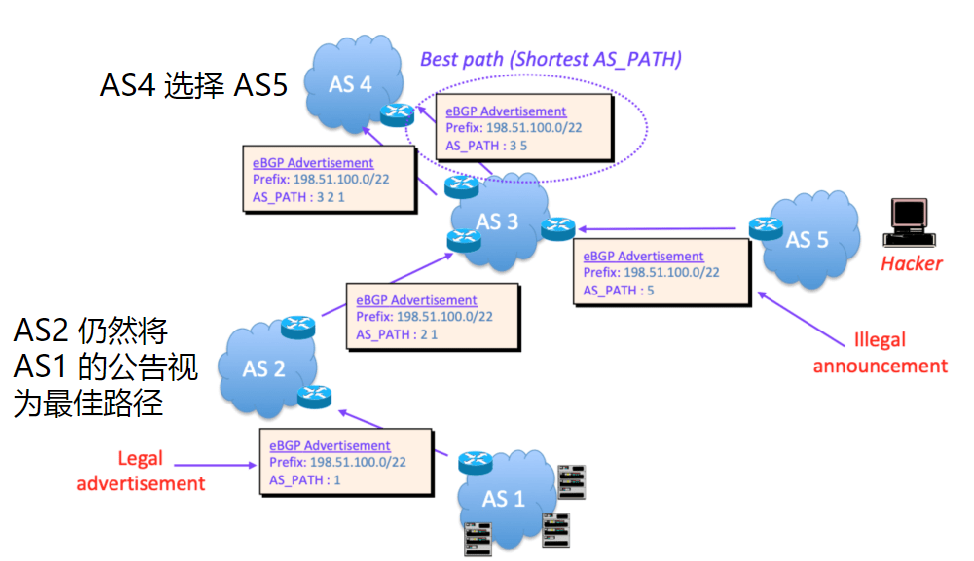 Best path (Shortest AS_PATH)
AS4 选择 AS5
AS 4
eBGP Advertisement
Prefix: 198.51.100.0/22
AS_PATH : 3 5
eBGP Advertisement
Prefix: 198.51.100.0/22
AS_PATH : 3 2 1
AS 3
AS 5
Hacker
eBGP Advertisement
Prefix: 198.51.100.0/22
AS_PATH : 5
eBGP Advertisement
Prefix: 198.51.100.0/22
AS_PATH : 2 1
Illegal
announcement
AS2 仍然将
AS1 的公告视
为最佳路径
AS 2
Legal
advertisement
eBGP Advertisement
Prefix: 198.51.100.0/22
AS_PATH : 1
AS 1